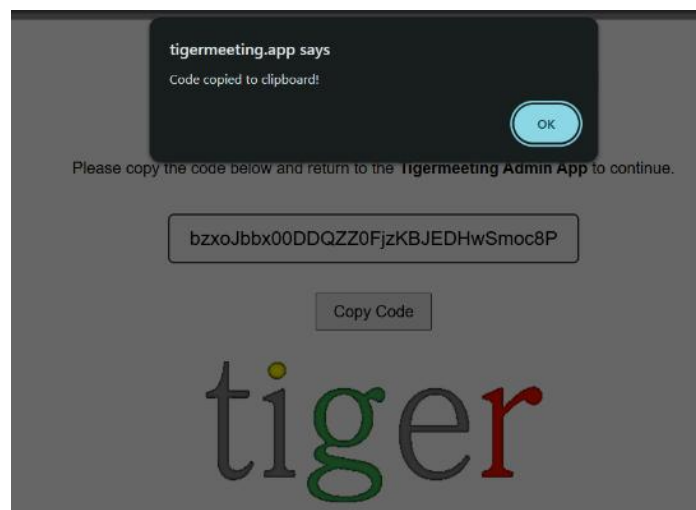 tigermeeting.app says
Code copied to clipboard!
OK
Please copy the code below and return to the Tigermeeting Admin App to continue.
bzxoJbbx00DDQZZ0FjzKBJEDHwSmoc8P
Copy Code
tiger